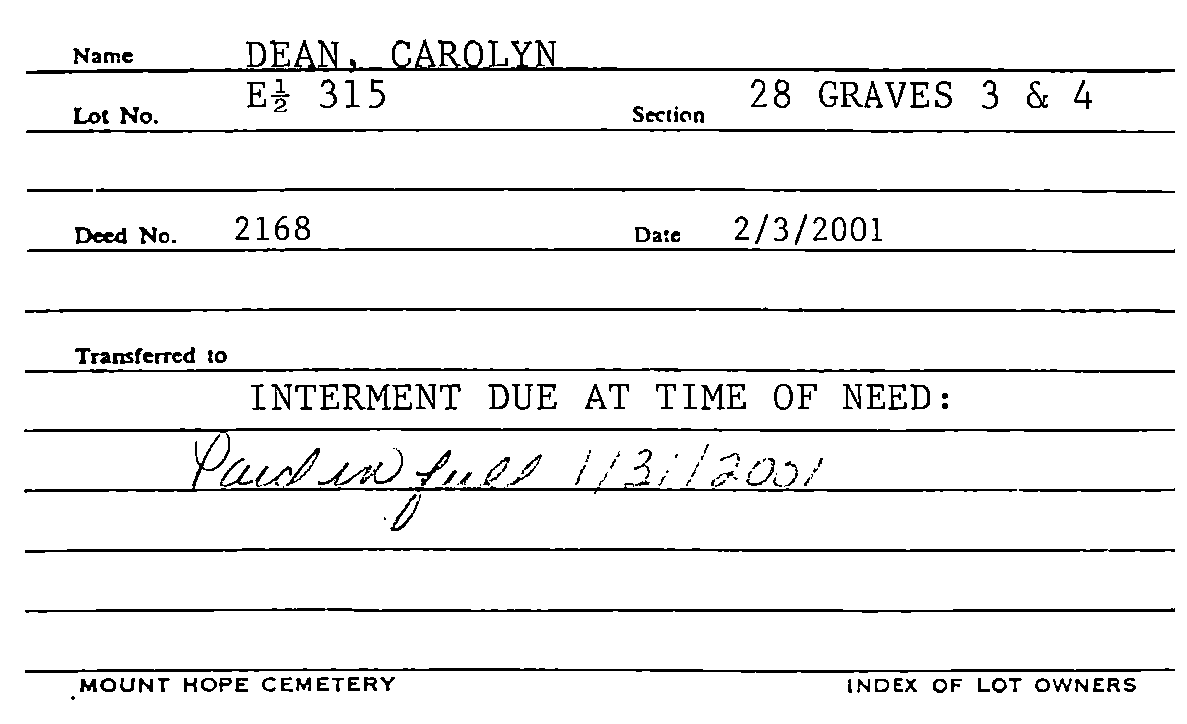 Name DEAN, CAROLYN
Lot No. E½ 315 Section 28 GRAVES 3 & 4
Deed No. 2168 Date 2/3/2001
Transferred to
INTERMENT DUE AT TIME OF NEED:
Paid in full 1/31/2001
MOUNT HOPE CEMETERY INDEX OF LOT OWNERS